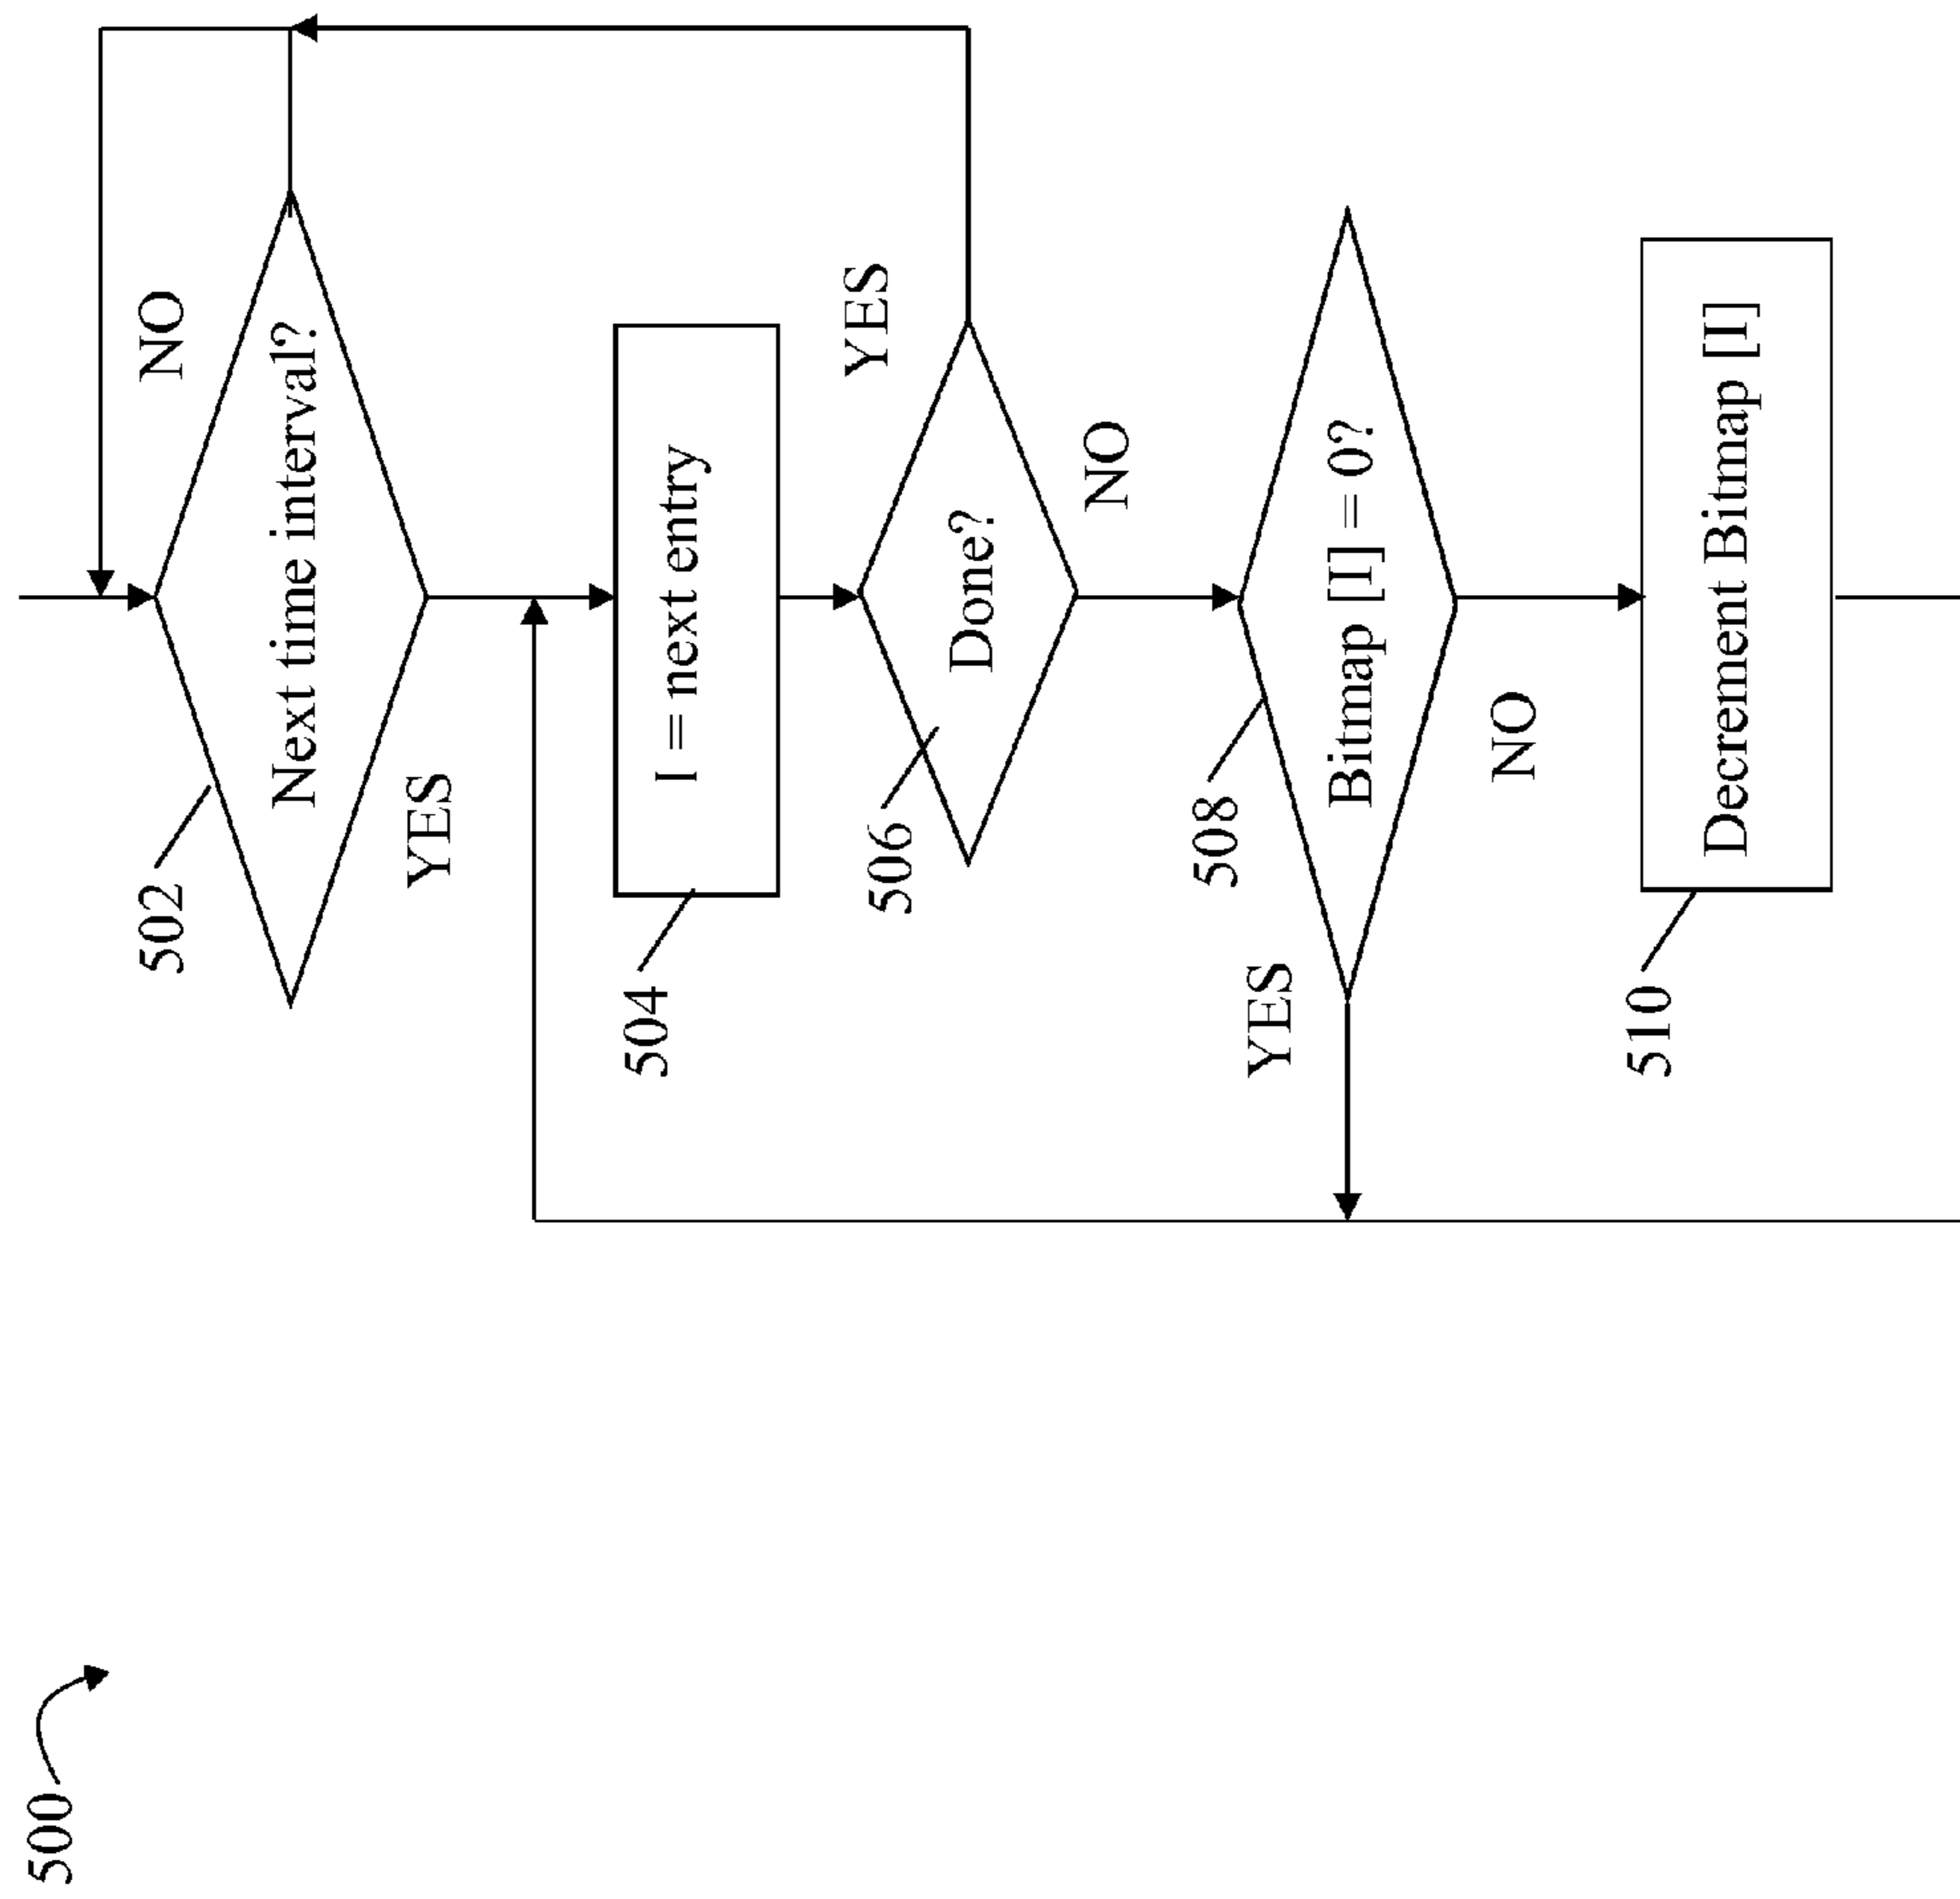 500
502
Next time interval?
NO
YES
504
I = next entry
506
Done?
YES
NO
508
Bitmap [I] = 0?
YES
NO
510
Decrement Bitmap [I]